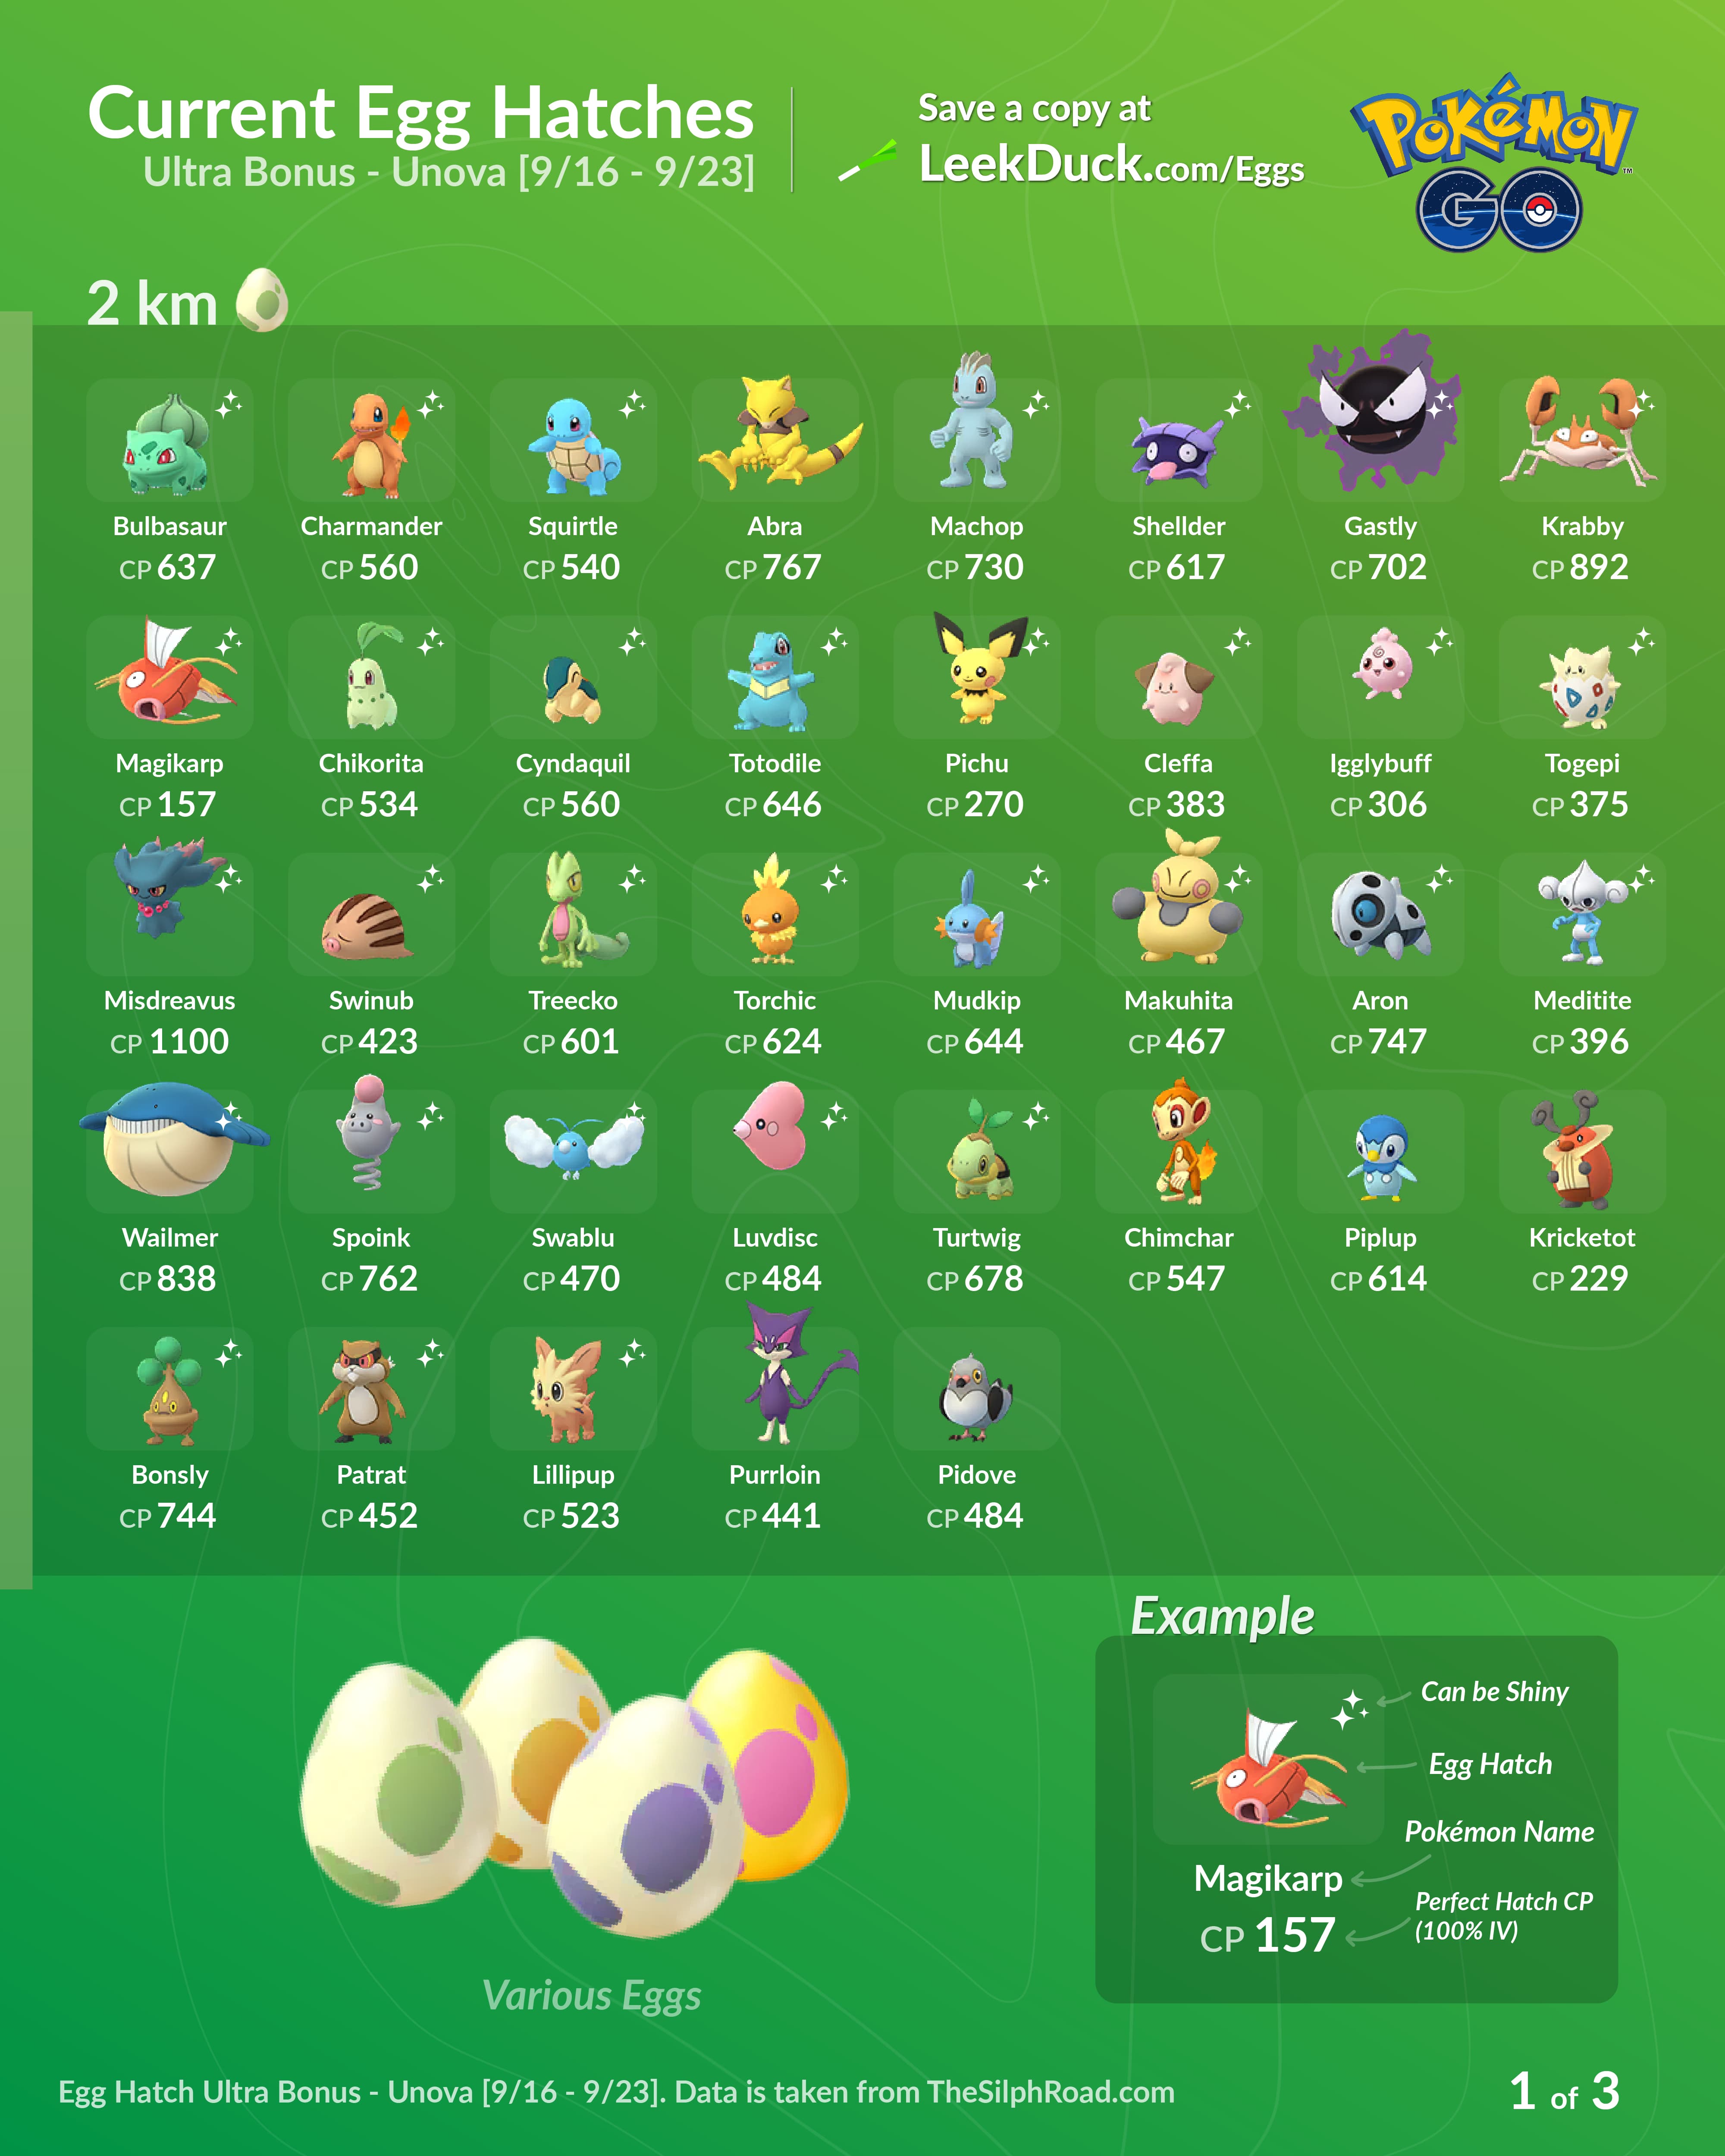 Current Egg Hatches
Ultra Bonus - Unova [9/16 - 9/23]
Save a copy at
LeekDuck.com/Eggs
POKéMON
TM
GO
2 km
Bulbasaur Charmander Squirtle Abra Machop Shellder Gastly Krabby
CP 637 CP 560 CP 540 CP 767 CP 730 CP 617 CP 702 CP 892
Magikarp Chikorita Cyndaquil Totodile Pichu Cleffa Igglybuff Togepi
CP 157 CP 534 CP 560 CP 646 CP 270 CP 383 CP 306 CP 375
Misdreavus Swinub Treecko Torchic Mudkip Makuhita Aron Meditite
CP 1100 CP 423 CP 601 CP 624 CP 644 CP 467 CP 747 CP 396
Wailmer Spoink Swablu Luvdisc Turtwig Chimchar Piplup Kricketot
CP 838 CP 762 CP 470 CP 484 CP 678 CP 547 CP 614 CP 229
Bonsly Patrat Lillipup Purrloin Pidove
CP 744 CP 452 CP 523 CP 441 CP 484
Various Eggs
Example
Can be Shiny
Egg Hatch
Pokémon Name
Magikarp
Perfect Hatch CP
(100% IV)
CP 157
Egg Hatch Ultra Bonus - Unova [9/16 - 9/23]. Data is taken from TheSilphRoad.com
1 of 3